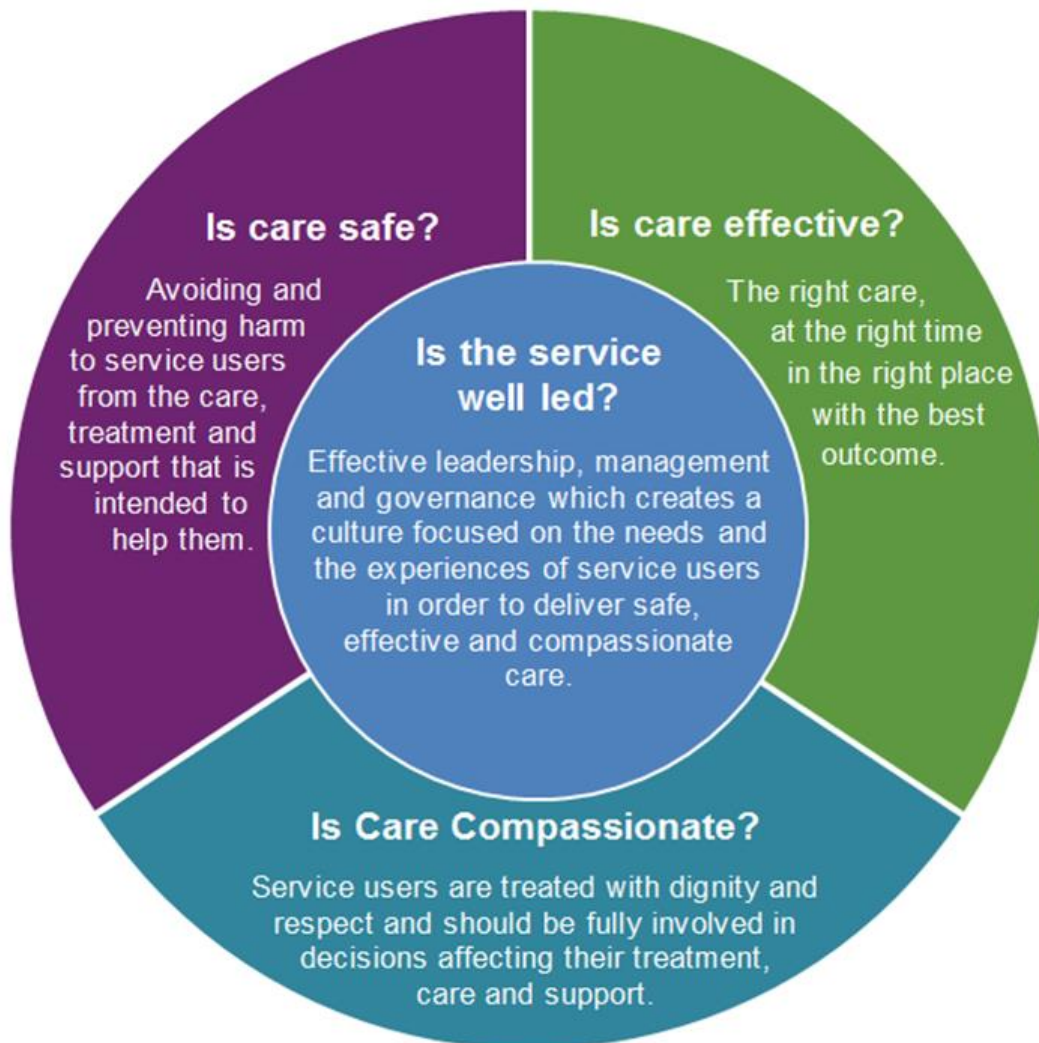 Is care safe?
Avoiding and
preventing harm
to service users
from the care,
treatment and
support that is
intended to
help them.
Is care effective?
The right care,
at the right time
in the right place
with the best
outcome.
Is the service
well led?
Effective leadership, management
and governance which creates a
culture focused on the needs and
the experiences of service users
in order to deliver safe,
effective and compassionate
care.
Is Care Compassionate?
Service users are treated with dignity and
respect and should be fully involved in
decisions affecting their treatment,
care and support.